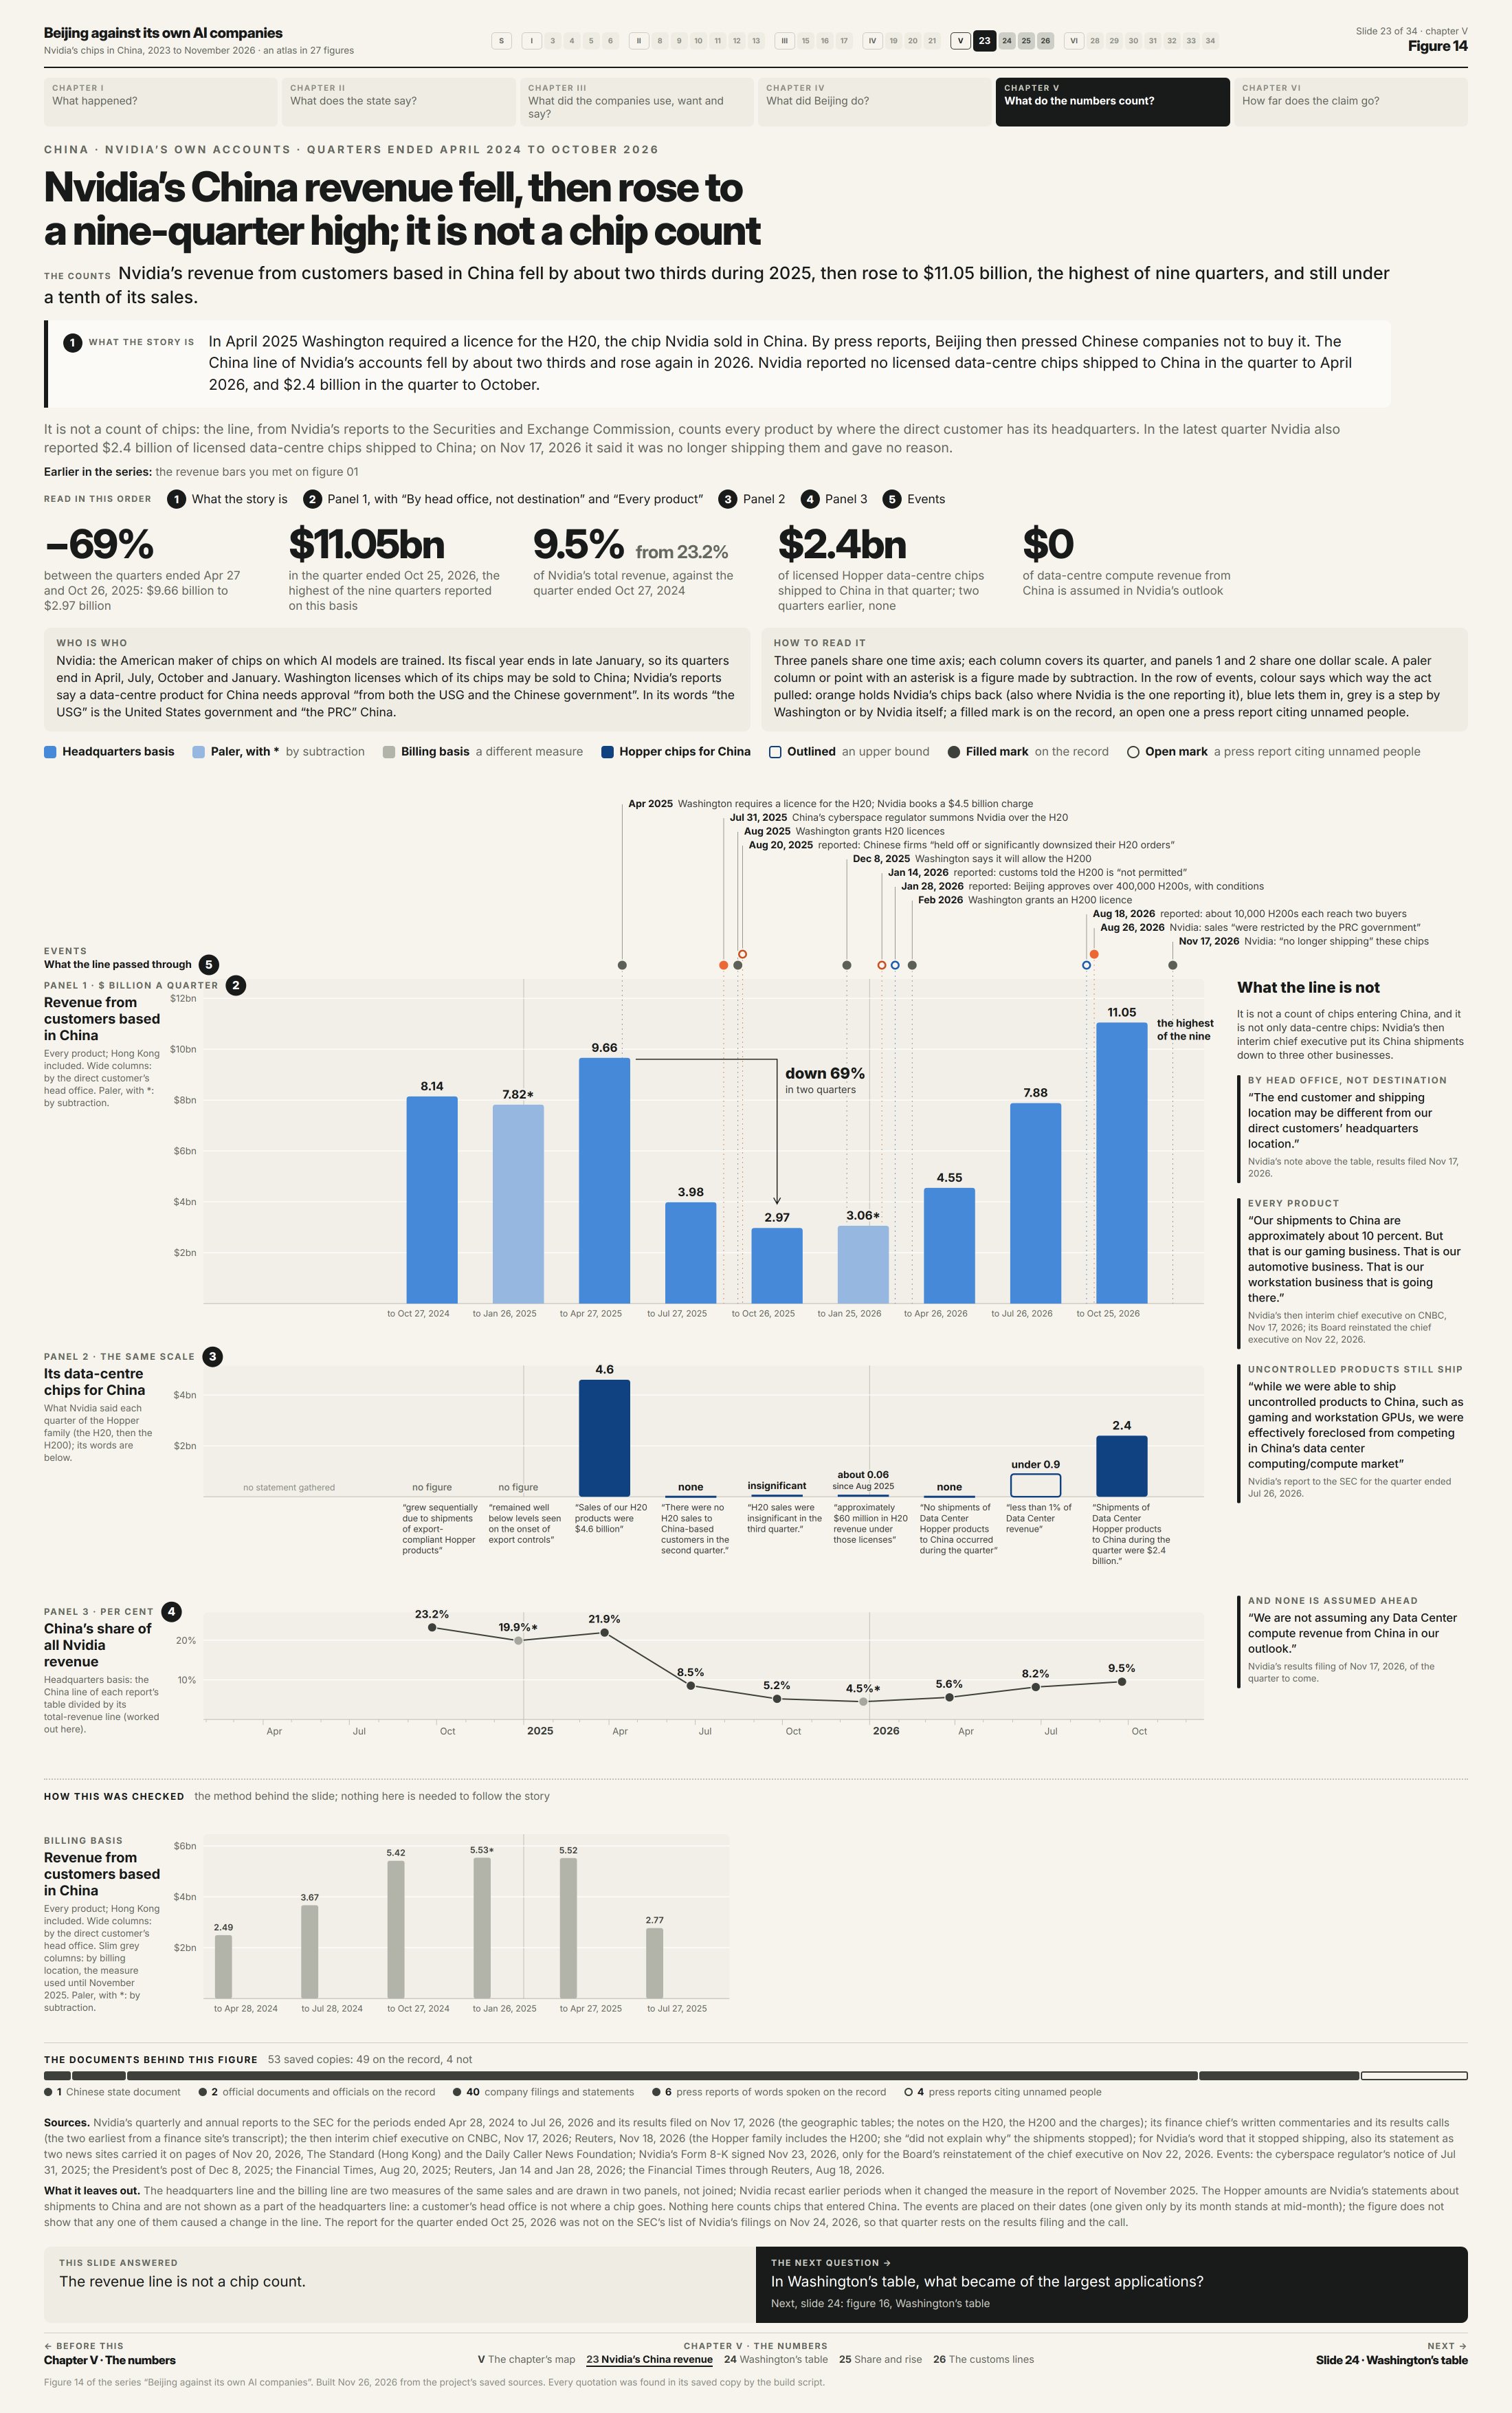 Beijing against its own AI companies
Nvidia's chips in China, 2023 to November 2026 · an atlas in 27 figures
S I 3 4 5 6 II 8 9 10 11 12 13 III 15 16 17 IV 19 20 21 V 23 24 25 26 VI 28 29 30 31 32 33 34
Slide 23 of 34 · chapter V
Figure 14
CHAPTER I
What happened?
CHAPTER II
What does the state say?
CHAPTER III
What did the companies use, want and
say?
CHAPTER IV
What did Beijing do?
CHAPTER V
What do the numbers count?
CHAPTER VI
How far does the claim go?
CHINA · NVIDIA'S OWN ACCOUNTS · QUARTERS ENDED APRIL 2024 TO OCTOBER 2026
Nvidia's China revenue fell, then rose to
a nine-quarter high; it is not a chip count
THE COUNTS Nvidia's revenue from customers based in China fell by about two thirds during 2025, then rose to $11.05 billion, the highest of nine quarters, and still under
a tenth of its sales.
1 WHAT THE STORY IS
In April 2025 Washington required a licence for the H20, the chip Nvidia sold in China. By press reports, Beijing then pressed Chinese companies not to buy it. The
China line of Nvidia's accounts fell by about two thirds and rose again in 2026. Nvidia reported no licensed data-centre chips shipped to China in the quarter to April
2026, and $2.4 billion in the quarter to October.
It is not a count of chips: the line, from Nvidia's reports to the Securities and Exchange Commission, counts every product by where the direct customer has its headquarters. In the latest quarter Nvidia also
reported $2.4 billion of licensed data-centre chips shipped to China; on Nov 17, 2026 it said it was no longer shipping them and gave no reason.
Earlier in the series: the revenue bars you met on figure 01
READ IN THIS ORDER 1 What the story is 2 Panel 1, with "By head office, not destination" and "Every product" 3 Panel 2 4 Panel 3 5 Events
−69%
between the quarters ended Apr 27
and Oct 26, 2025: $9.66 billion to
$2.97 billion
$11.05bn
in the quarter ended Oct 25, 2026, the
highest of the nine quarters reported
on this basis
9.5% from 23.2%
of Nvidia's total revenue, against the
quarter ended Oct 27, 2024
$2.4bn
of licensed Hopper data-centre chips
shipped to China in that quarter; two
quarters earlier, none
$0
of data-centre compute revenue from
China is assumed in Nvidia's outlook
WHO IS WHO
Nvidia: the American maker of chips on which AI models are trained. Its fiscal year ends in late January, so its quarters
end in April, July, October and January. Washington licenses which of its chips may be sold to China; Nvidia's reports
say a data-centre product for China needs approval "from both the USG and the Chinese government". In its words "the
USG" is the United States government and "the PRC" China.
HOW TO READ IT
Three panels share one time axis; each column covers its quarter, and panels 1 and 2 share one dollar scale. A paler
column or point with an asterisk is a figure made by subtraction. In the row of events, colour says which way the act
pulled: orange holds Nvidia's chips back (also where Nvidia is the one reporting it), blue lets them in, grey is a step by
Washington or by Nvidia itself; a filled mark is on the record, an open one a press report citing unnamed people.
Headquarters basis Paler, with * by subtraction Billing basis a different measure Hopper chips for China Outlined an upper bound Filled mark on the record Open mark a press report citing unnamed people
Apr 2025 Washington requires a licence for the H20; Nvidia books a $4.5 billion charge
Jul 31, 2025 China's cyberspace regulator summons Nvidia over the H20
Aug 2025 Washington grants H20 licences
Aug 20, 2025 reported: Chinese firms "held off or significantly downsized their H20 orders"
Dec 8, 2025 Washington says it will allow the H200
Jan 14, 2026 reported: customs told the H200 is "not permitted"
Jan 28, 2026 reported: Beijing approves over 400,000 H200s, with conditions
Feb 2026 Washington grants an H200 licence
Aug 18, 2026 reported: about 10,000 H200s each reach two buyers
Aug 26, 2026 Nvidia: sales "were restricted by the PRC government"
Nov 17, 2026 Nvidia: "no longer shipping" these chips
EVENTS
What the line passed through 5
PANEL 1 · $ BILLION A QUARTER 2
Revenue from
customers based
in China
Every product; Hong Kong
included. Wide columns:
by the direct customer's
head office. Paler, with *:
by subtraction.
$12bn
$10bn
$8bn
$6bn
$4bn
$2bn
8.14
7.82*
9.66
3.98
2.97
3.06*
4.55
7.88
11.05
down 69%
in two quarters
the highest
of the nine
to Oct 27, 2024 to Jan 26, 2025 to Apr 27, 2025 to Jul 27, 2025 to Oct 26, 2025 to Jan 25, 2026 to Apr 26, 2026 to Jul 26, 2026 to Oct 25, 2026
What the line is not
It is not a count of chips entering China, and it
is not only data-centre chips: Nvidia's then
interim chief executive put its China shipments
down to three other businesses.
BY HEAD OFFICE, NOT DESTINATION
"The end customer and shipping
location may be different from our
direct customers' headquarters
location."
Nvidia's note above the table, results filed Nov 17,
2026.
EVERY PRODUCT
"Our shipments to China are
approximately about 10 percent. But
that is our gaming business. That is our
automotive business. That is our
workstation business that is going
there."
Nvidia's then interim chief executive on CNBC,
Nov 17, 2026; its Board reinstated the chief
executive on Nov 22, 2026.
UNCONTROLLED PRODUCTS STILL SHIP
"while we were able to ship
uncontrolled products to China, such as
gaming and workstation GPUs, we were
effectively foreclosed from competing
in China's data center
computing/compute market"
Nvidia's report to the SEC for the quarter ended
Jul 26, 2026.
PANEL 2 · THE SAME SCALE 3
Its data-centre
chips for China
What Nvidia said each
quarter of the Hopper
family (the H20, then the
H200); its words are
below.
$4bn
$2bn
no statement gathered
no figure
no figure
4.6
none
insignificant
about 0.06
since Aug 2025
none
under 0.9
2.4
"grew sequentially
due to shipments
of export-
compliant Hopper
products"
"remained well
below levels seen
on the onset of
export controls"
"Sales of our H20
products were
$4.6 billion"
"There were no
H20 sales to
China-based
customers in the
second quarter."
"H20 sales were
insignificant in the
third quarter."
"approximately
$60 million in H20
revenue under
those licenses"
"No shipments of
Data Center
Hopper products
to China occurred
during the quarter"
"less than 1% of
Data Center
revenue"
"Shipments of
Data Center
Hopper products
to China during the
quarter were $2.4
billion."
PANEL 3 · PER CENT 4
China's share of
all Nvidia
revenue
Headquarters basis: the
China line of each report's
table divided by its
total-revenue line (worked
out here).
20%
10%
23.2%
19.9%*
21.9%
8.5%
5.2%
4.5%*
5.6%
8.2%
9.5%
Apr Jul Oct 2025 Apr Jul Oct 2026 Apr Jul Oct
AND NONE IS ASSUMED AHEAD
"We are not assuming any Data Center
compute revenue from China in our
outlook."
Nvidia's results filing of Nov 17, 2026, of the
quarter to come.
HOW THIS WAS CHECKED the method behind the slide; nothing here is needed to follow the story
BILLING BASIS
Revenue from
customers based
in China
Every product; Hong Kong
included. Wide columns:
by the direct customer's
head office. Slim grey
columns: by billing
location, the measure
used until November
2025. Paler, with *: by
subtraction.
$6bn
$4bn
$2bn
2.49
3.67
5.42
5.53*
5.52
2.77
to Apr 28, 2024 to Jul 28, 2024 to Oct 27, 2024 to Jan 26, 2025 to Apr 27, 2025 to Jul 27, 2025
THE DOCUMENTS BEHIND THIS FIGURE 53 saved copies: 49 on the record, 4 not
1 Chinese state document 2 official documents and officials on the record 40 company filings and statements 6 press reports of words spoken on the record 4 press reports citing unnamed people
Sources. Nvidia's quarterly and annual reports to the SEC for the periods ended Apr 28, 2024 to Jul 26, 2026 and its results filed on Nov 17, 2026 (the geographic tables; the notes on the H20, the H200 and the charges); its finance chief's written commentaries and its results calls
(the two earliest from a finance site's transcript); the then interim chief executive on CNBC, Nov 17, 2026; Reuters, Nov 18, 2026 (the Hopper family includes the H200; she "did not explain why" the shipments stopped); for Nvidia's word that it stopped shipping, also its statement as
two news sites carried it on pages of Nov 20, 2026, The Standard (Hong Kong) and the Daily Caller News Foundation; Nvidia's Form 8-K signed Nov 23, 2026, only for the Board's reinstatement of the chief executive on Nov 22, 2026. Events: the cyberspace regulator's notice of Jul
31, 2025; the President's post of Dec 8, 2025; the Financial Times, Aug 20, 2025; Reuters, Jan 14 and Jan 28, 2026; the Financial Times through Reuters, Aug 18, 2026.
What it leaves out. The headquarters line and the billing line are two measures of the same sales and are drawn in two panels, not joined; Nvidia recast earlier periods when it changed the measure in the report of November 2025. The Hopper amounts are Nvidia's statements about
shipments to China and are not shown as a part of the headquarters line: a customer's head office is not where a chip goes. Nothing here counts chips that entered China. The events are placed on their dates (one given only by its month stands at mid-month); the figure does not
show that any one of them caused a change in the line. The report for the quarter ended Oct 25, 2026 was not on the SEC's list of Nvidia's filings on Nov 24, 2026, so that quarter rests on the results filing and the call.
THIS SLIDE ANSWERED
The revenue line is not a chip count.
THE NEXT QUESTION →
In Washington's table, what became of the largest applications?
Next, slide 24: figure 16, Washington's table
← BEFORE THIS
Chapter V · The numbers
CHAPTER V · THE NUMBERS
V The chapter's map 23 Nvidia's China revenue 24 Washington's table 25 Share and rise 26 The customs lines
NEXT →
Slide 24 · Washington's table
Figure 14 of the series "Beijing against its own AI companies". Built Nov 26, 2026 from the project's saved sources. Every quotation was found in its saved copy by the build script.